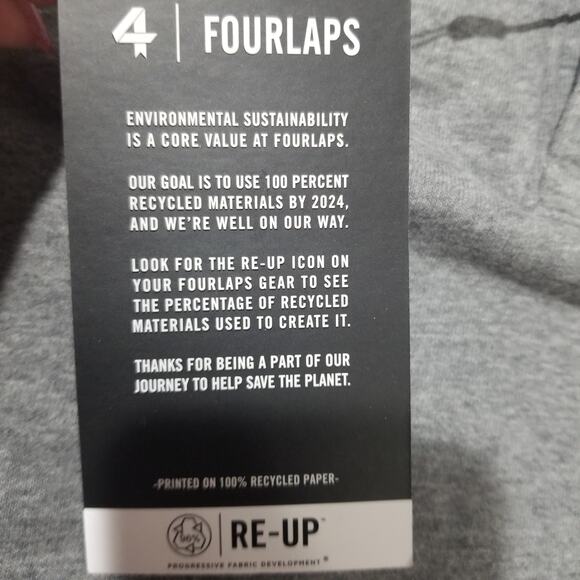 4 | FOURLAPS
ENVIRONMENTAL SUSTAINABILITY
IS A CORE VALUE AT FOURLAPS.
OUR GOAL IS TO USE 100 PERCENT
RECYCLED MATERIALS BY 2024,
AND WE'RE WELL ON OUR WAY.
LOOK FOR THE RE-UP ICON ON
YOUR FOURLAPS GEAR TO SEE
THE PERCENTAGE OF RECYCLED
MATERIALS USED TO CREATE IT.
THANKS FOR BEING A PART OF OUR
JOURNEY TO HELP SAVE THE PLANET.
-PRINTED ON 100% RECYCLED PAPER-
RE-UP™
PROGRESSIVE FABRIC DEVELOPMENT®